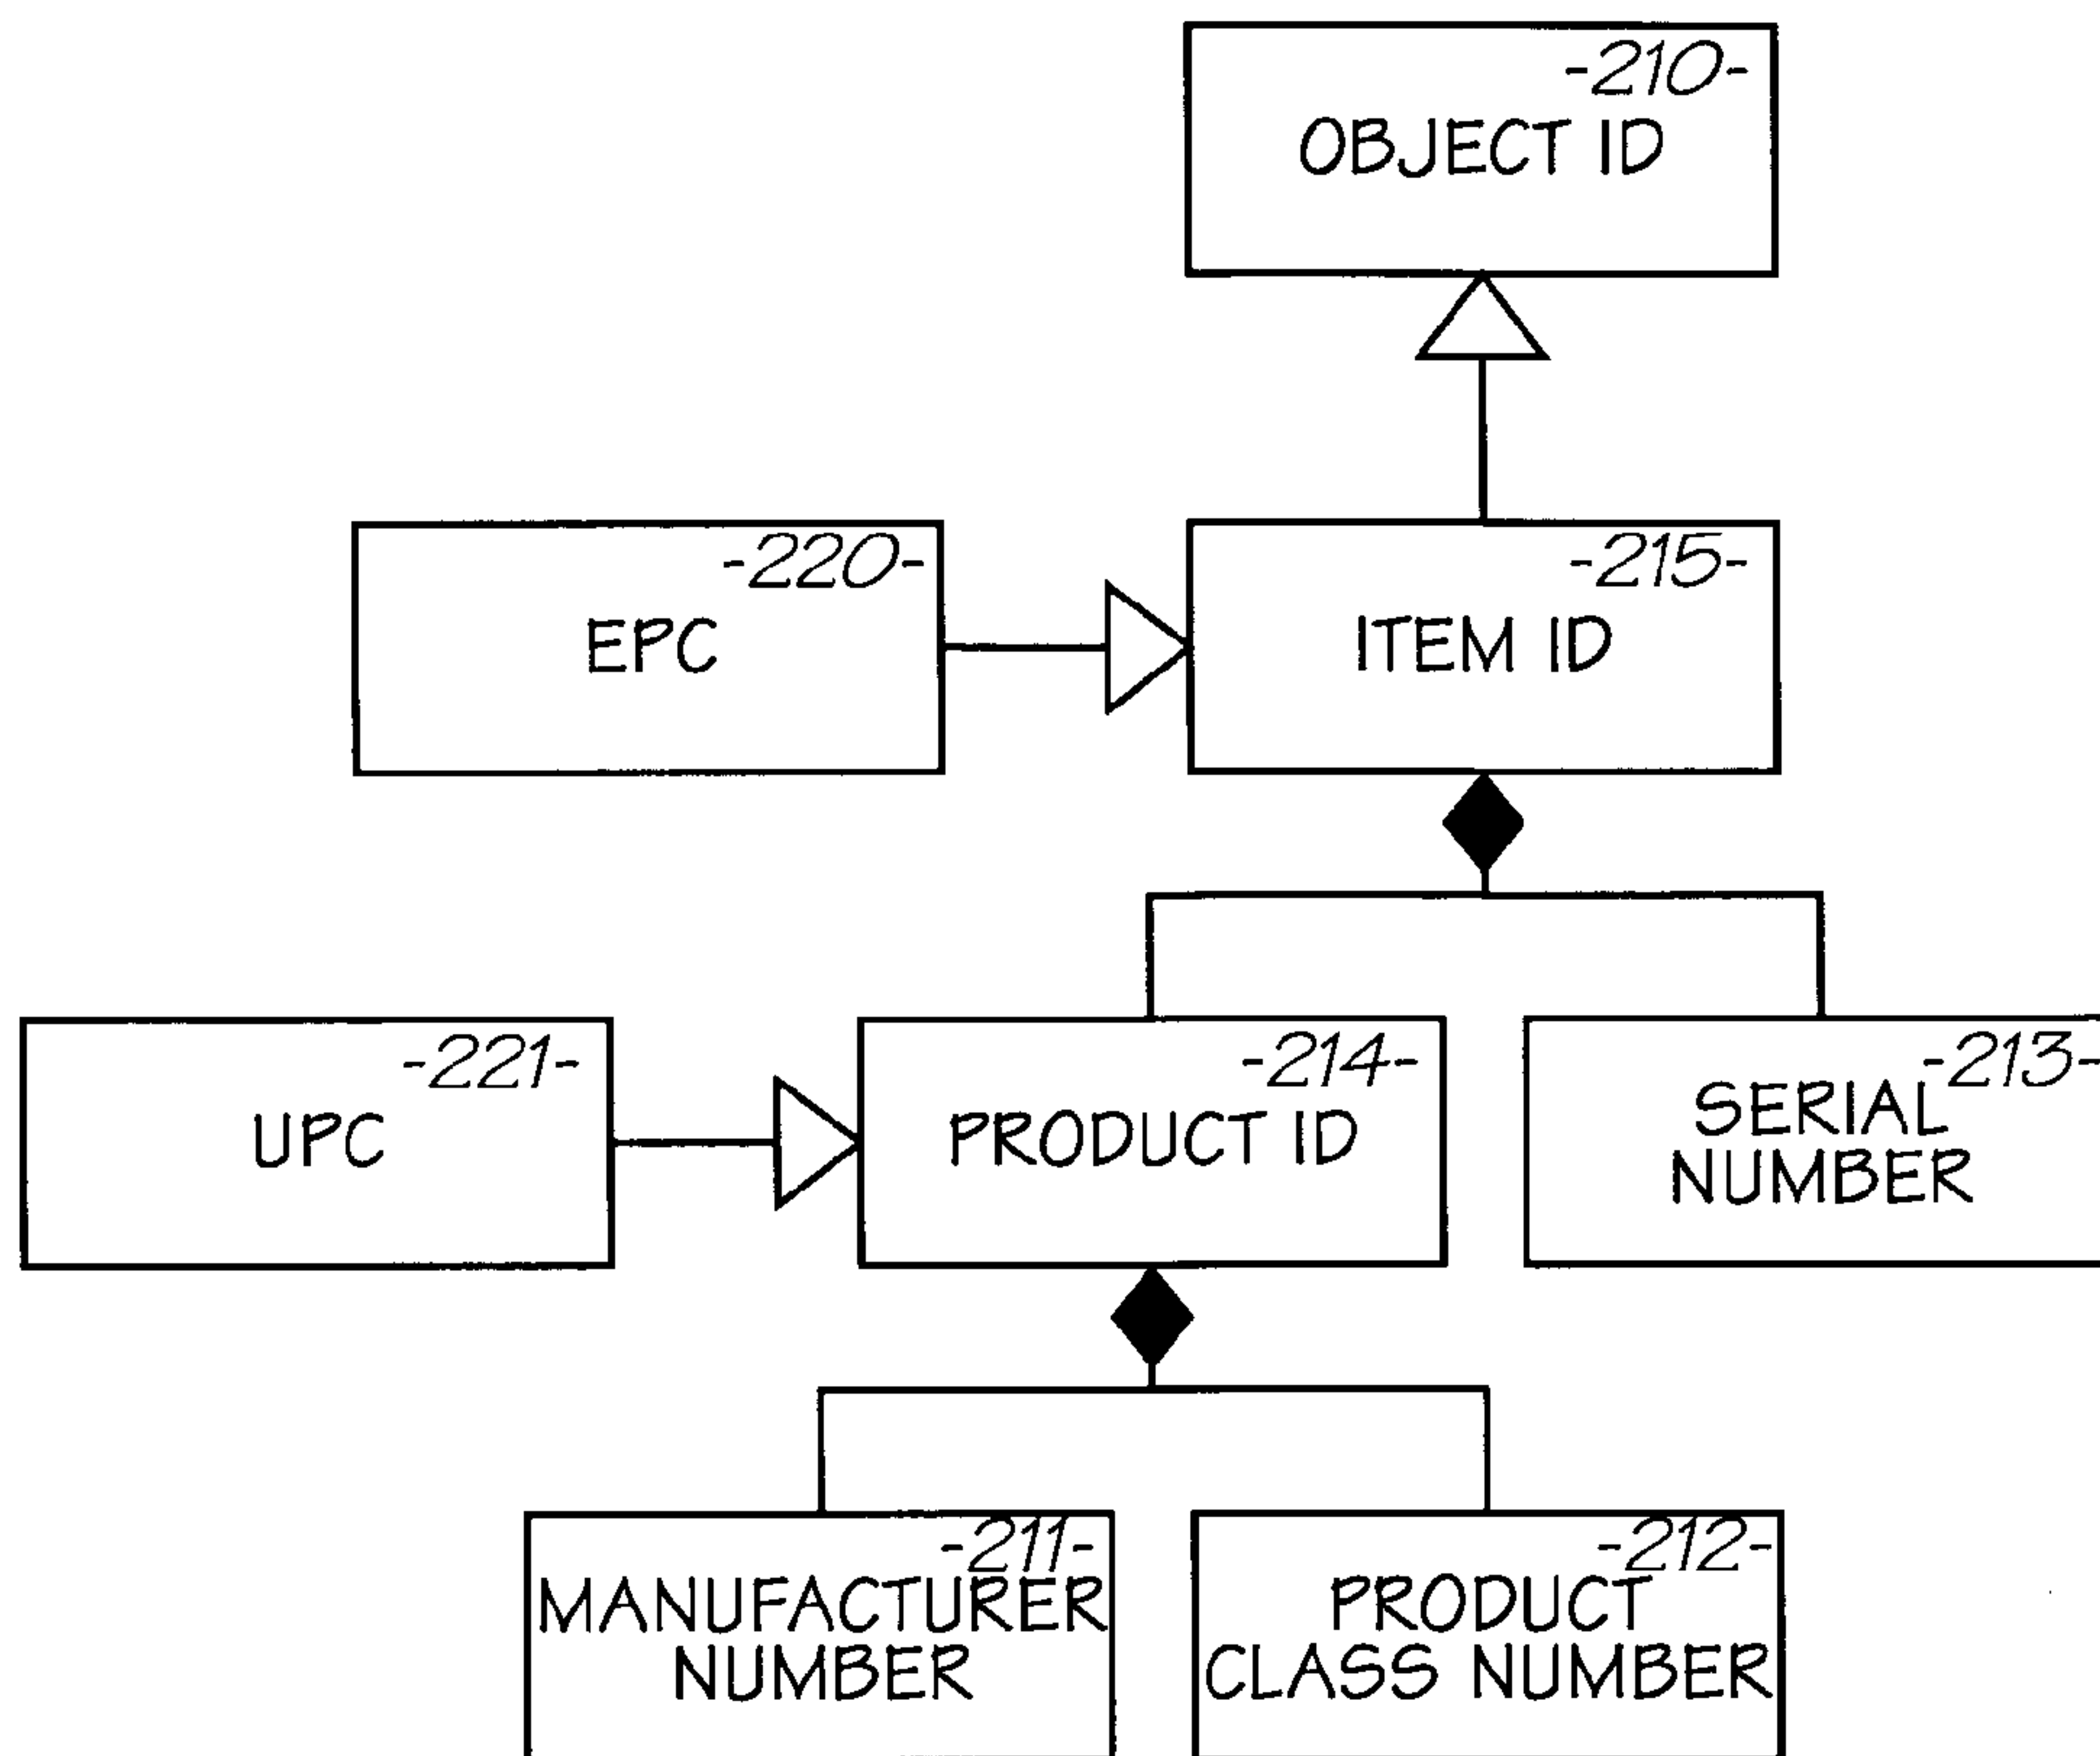 -210-
OBJECT ID
-220-
EPC
-215-
ITEM ID
-221-
UPC
-214-
PRODUCT ID
-213-
SERIAL
NUMBER
-211-
MANUFACTURER
NUMBER
-212-
PRODUCT
CLASS NUMBER